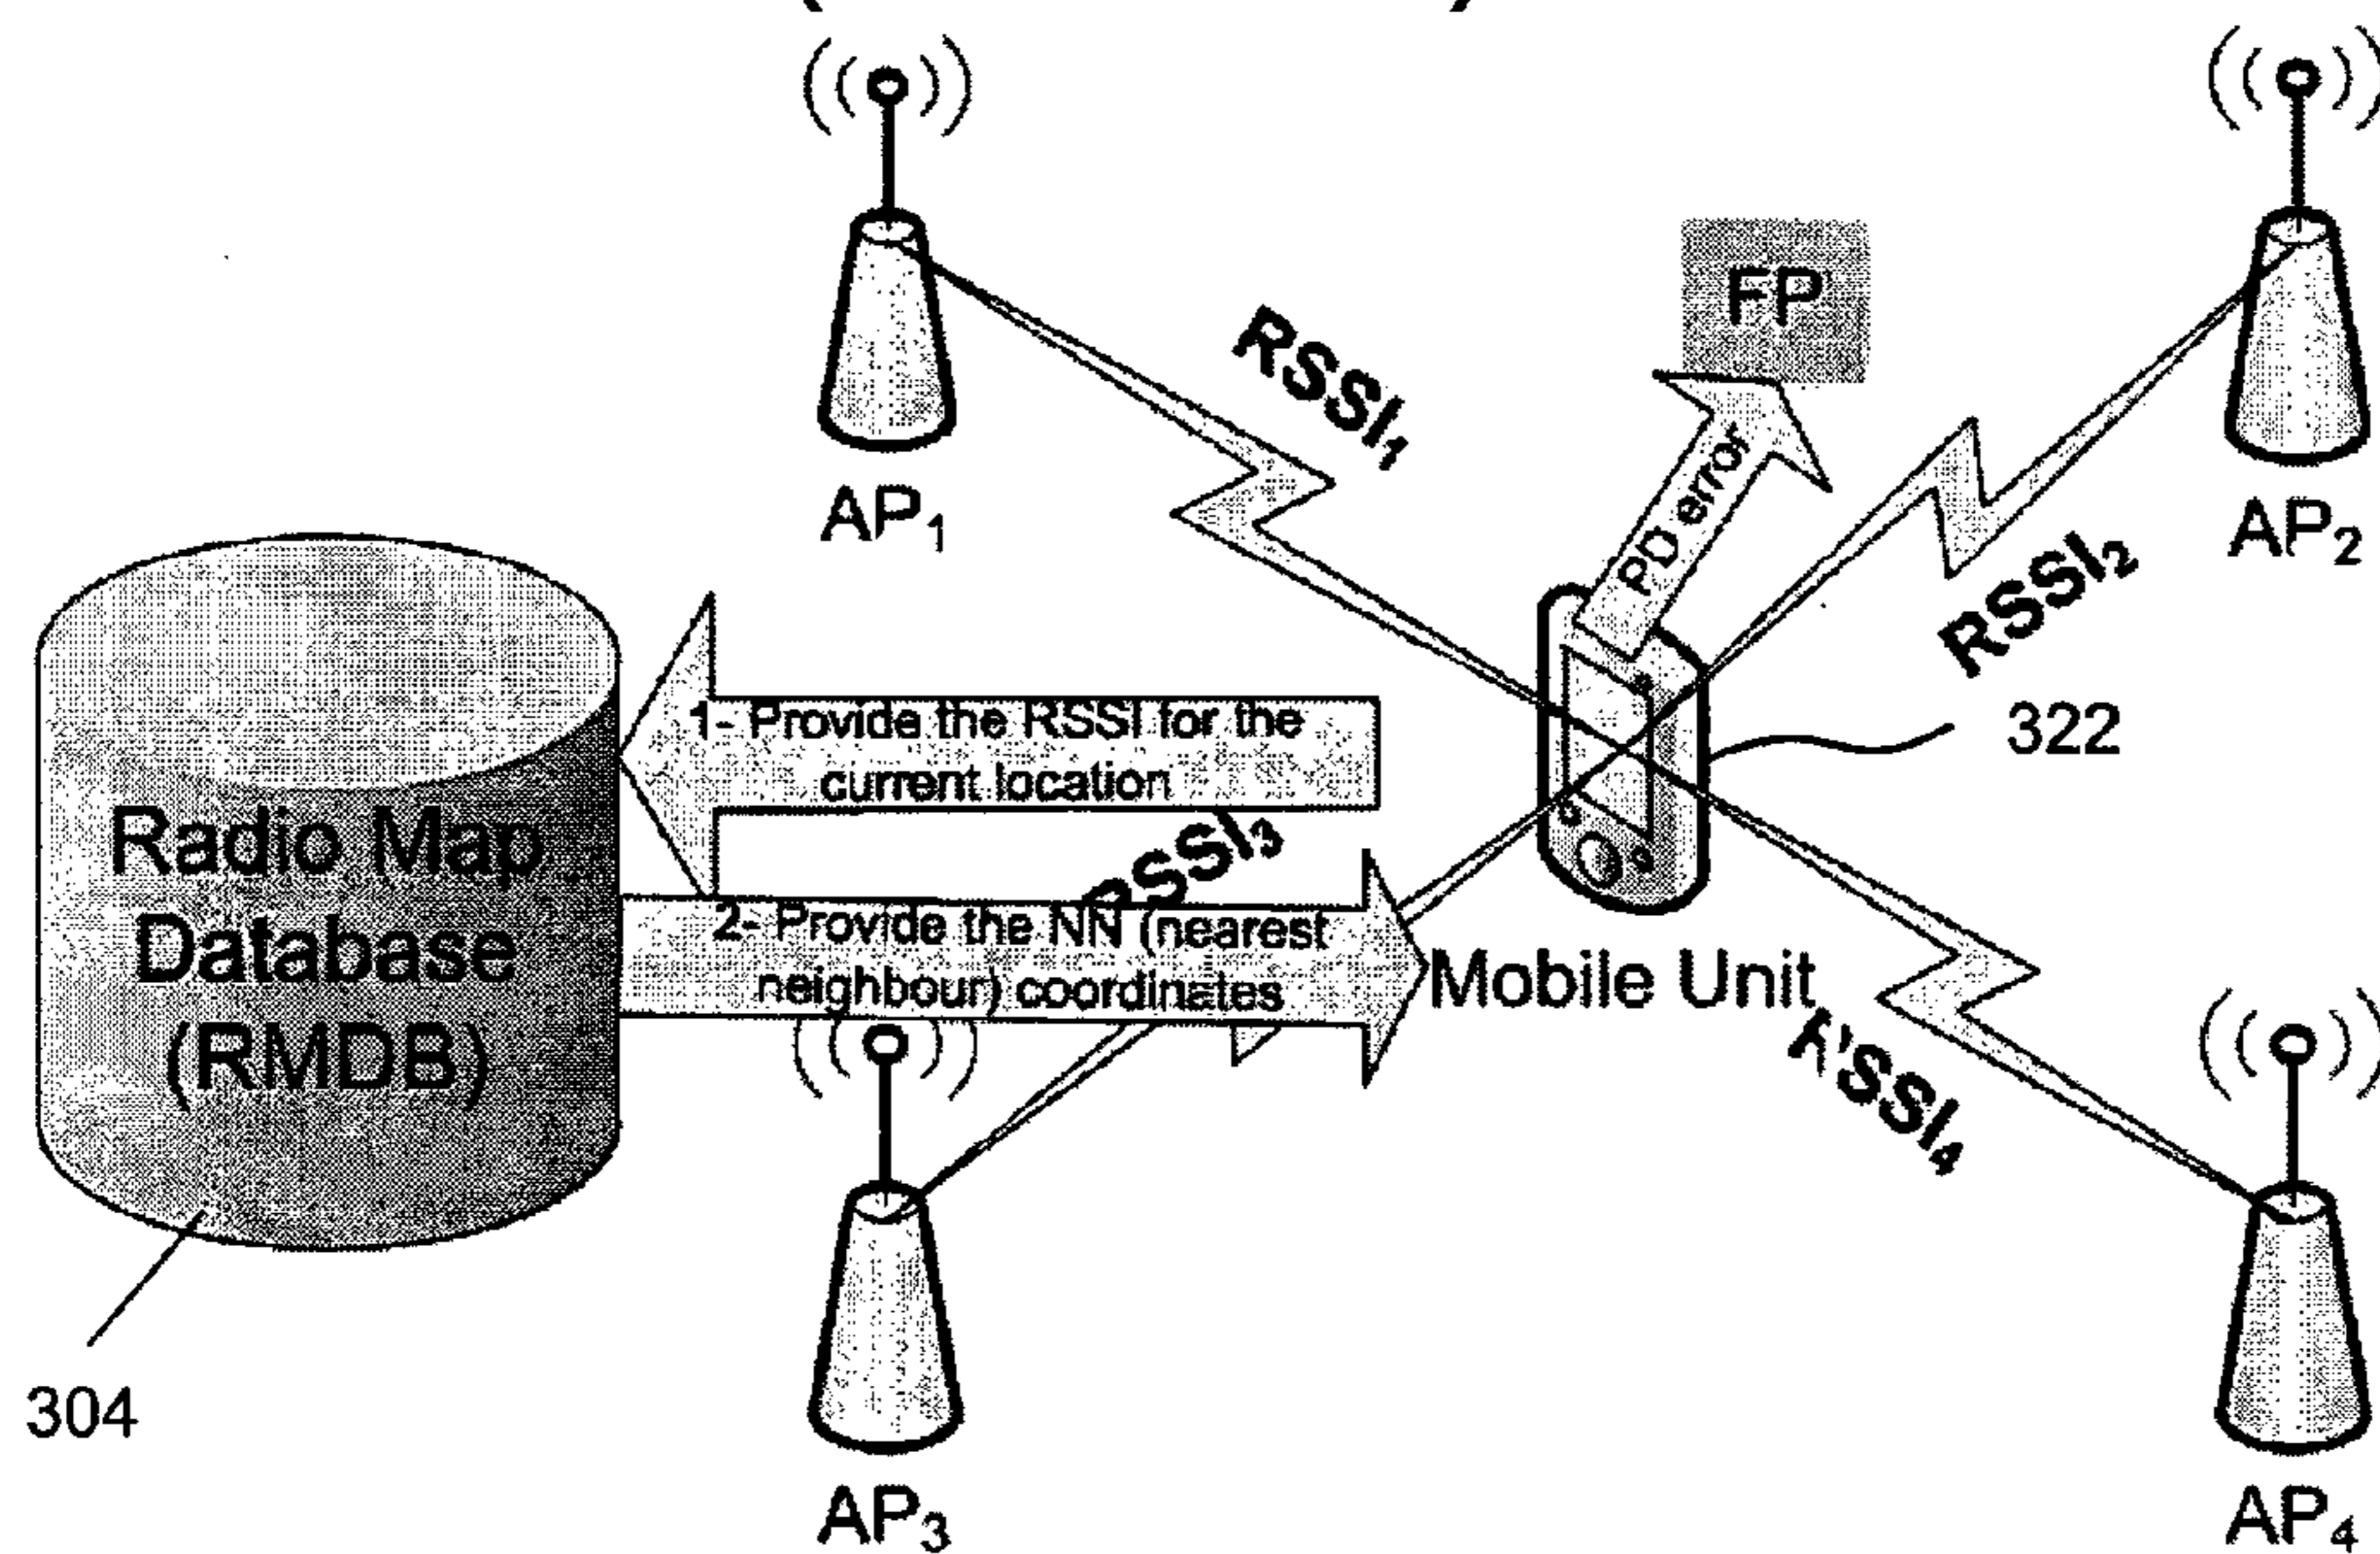 FP
RSSI₁
PD error
AP₁
AP₂
RSSI₂
322
1- Provide the RSSI for the
current location
Radio Map
Database
(RMDB)
RSSI₃
2- Provide the NN (nearest
neighbour) coordinates
Mobile Unit
RSSI₄
304
AP₃
AP₄